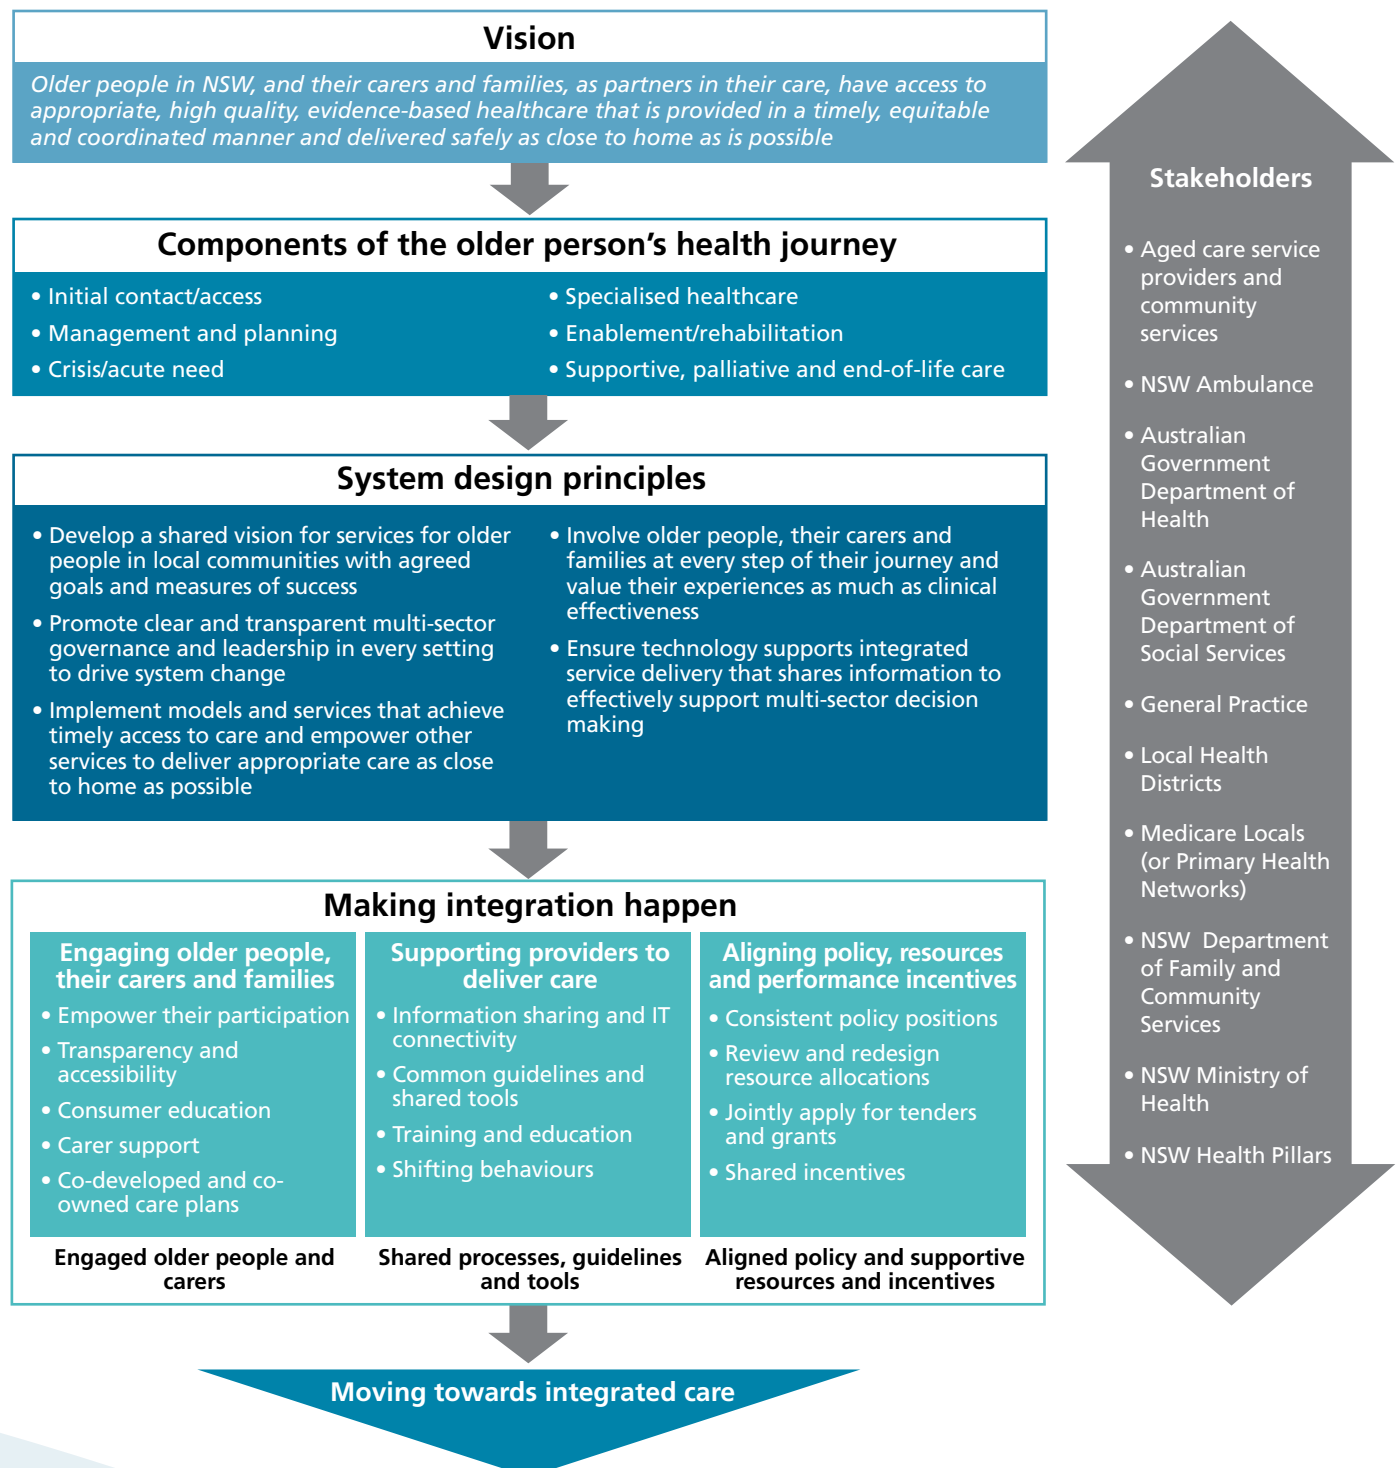 Vision
Older people in NSW, and their carers and families, as partners in their care, have access to
appropriate, high quality, evidence-based healthcare that is provided in a timely, equitable
and coordinated manner and delivered safely as close to home as is possible
Components of the older person’s health journey
• Initial contact/access
• Management and planning
• Crisis/acute need
• Specialised healthcare
• Enablement/rehabilitation
• Supportive, palliative and end-of-life care
System design principles
• Develop a shared vision for services for older
people in local communities with agreed
goals and measures of success
• Promote clear and transparent multi-sector
governance and leadership in every setting
to drive system change
• Implement models and services that achieve
timely access to care and empower other
services to deliver appropriate care as close
to home as possible
• Involve older people, their carers and
families at every step of their journey and
value their experiences as much as clinical
effectiveness
• Ensure technology supports integrated
service delivery that shares information to
effectively support multi-sector decision
making
Making integration happen
Engaging older people,
their carers and families
• Empower their participation
• Transparency and
accessibility
• Consumer education
• Carer support
• Co-developed and co-
owned care plans
Engaged older people and
carers
Supporting providers to
deliver care
• Information sharing and IT
connectivity
• Common guidelines and
shared tools
• Training and education
• Shifting behaviours
Shared processes, guidelines
and tools
Aligning policy, resources
and performance incentives
• Consistent policy positions
• Review and redesign
resource allocations
• Jointly apply for tenders
and grants
• Shared incentives
Aligned policy and supportive
resources and incentives
Moving towards integrated care
Stakeholders
• Aged care service
providers and
community
services
• NSW Ambulance
• Australian
Government
Department of
Health
• Australian
Government
Department of
Social Services
• General Practice
• Local Health
Districts
• Medicare Locals
(or Primary Health
Networks)
• NSW Department
of Family and
Community
Services
• NSW Ministry of
Health
• NSW Health Pillars